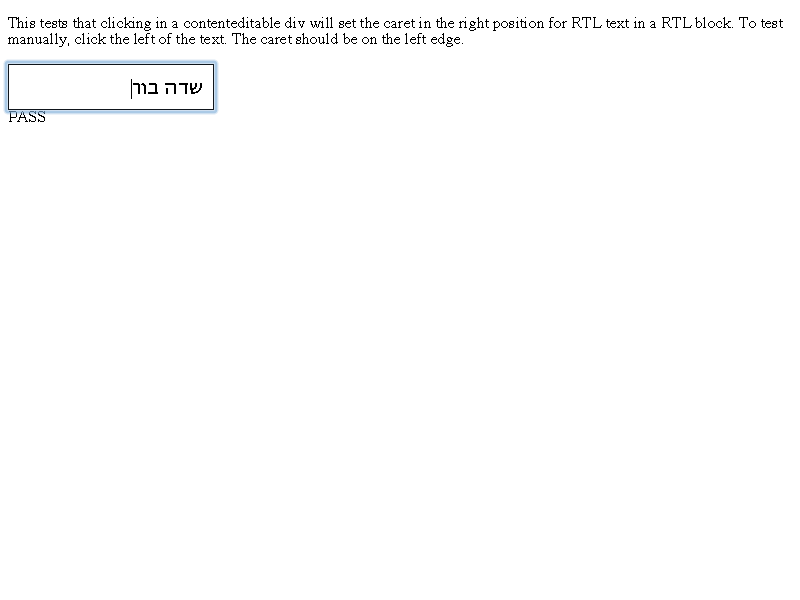 This tests that clicking in a contenteditable div will set the caret in the right position for RTL text in a RTL block. To test
manually, click the left of the text. The caret should be on the left edge.
שדה בור
PASS